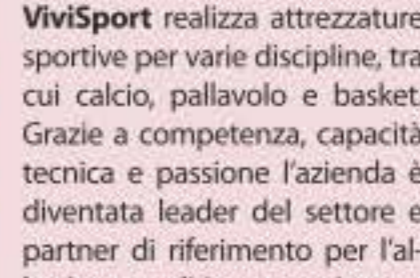 ViviSport realizza attrezzature
sportive per varie discipline, tra
cui calcio, pallavolo e basket.
Grazie a competenza, capacità
tecnica e passione l'azienda è
diventata leader del settore e
partner di riferimento per l'al-